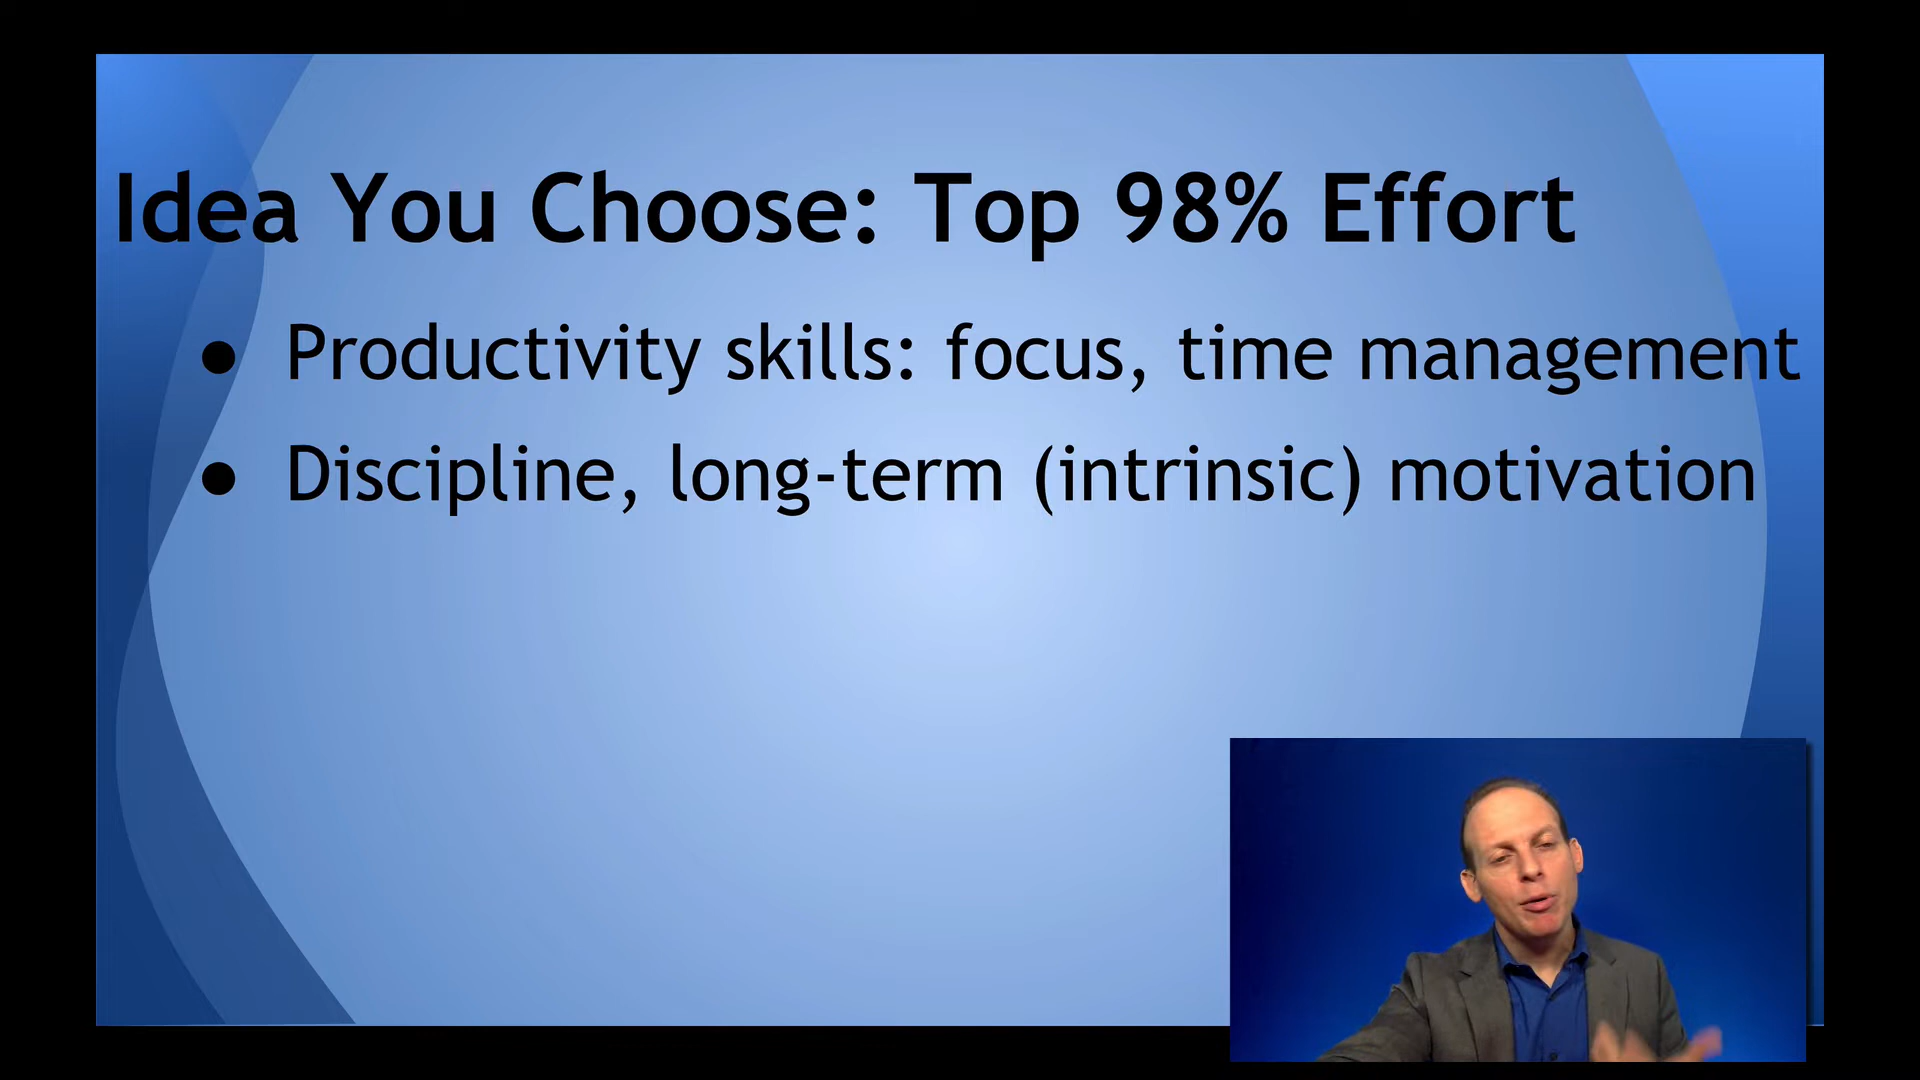 Idea You Choose: Top 98% Effort
● Productivity skills: focus, time management
● Discipline, long-term (intrinsic) motivation